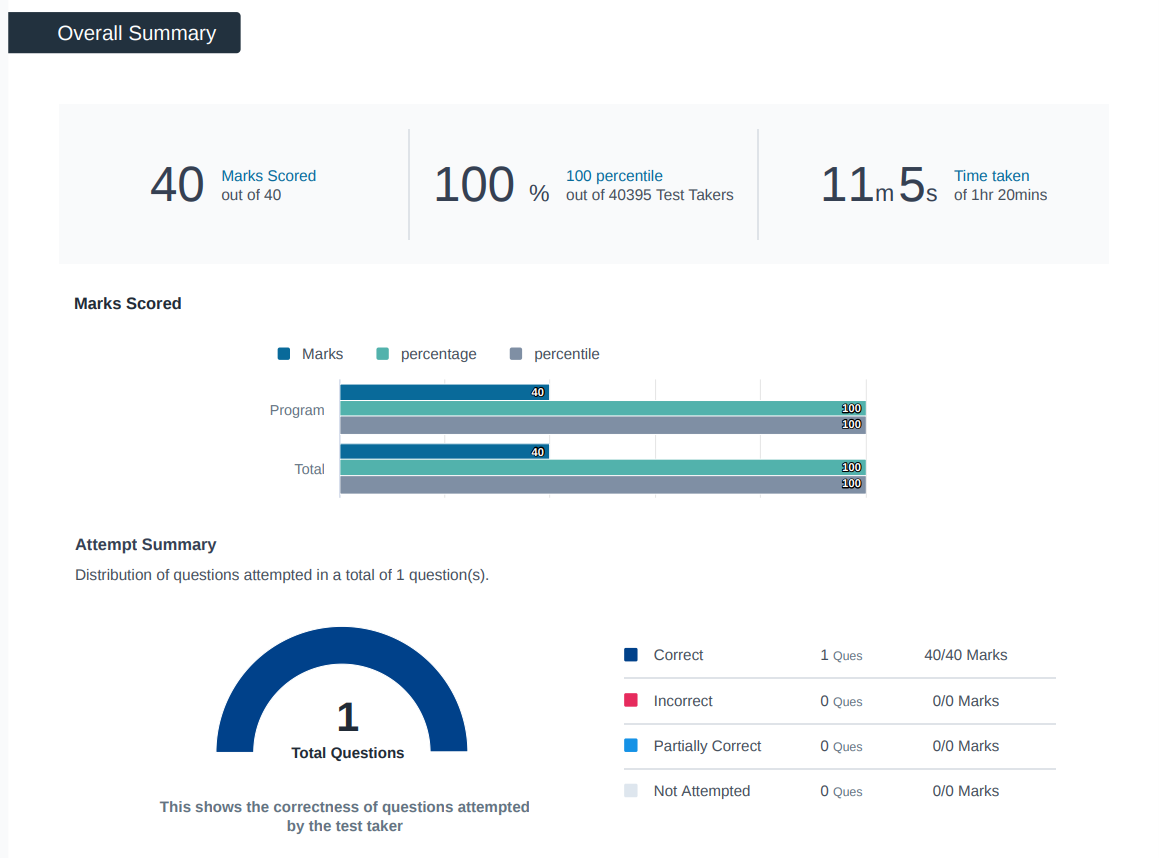 Overall Summary
40 Marks Scored
out of 40
100 % 100 percentile
out of 40395 Test Takers
11m 5s Time taken
of 1hr 20mins
Marks Scored
Marks percentage percentile
Program 40
100
100
Total 40
100
100
Attempt Summary
Distribution of questions attempted in a total of 1 question(s).
1
Total Questions
This shows the correctness of questions attempted
by the test taker
Correct 1 Ques 40/40 Marks
Incorrect 0 Ques 0/0 Marks
Partially Correct 0 Ques 0/0 Marks
Not Attempted 0 Ques 0/0 Marks